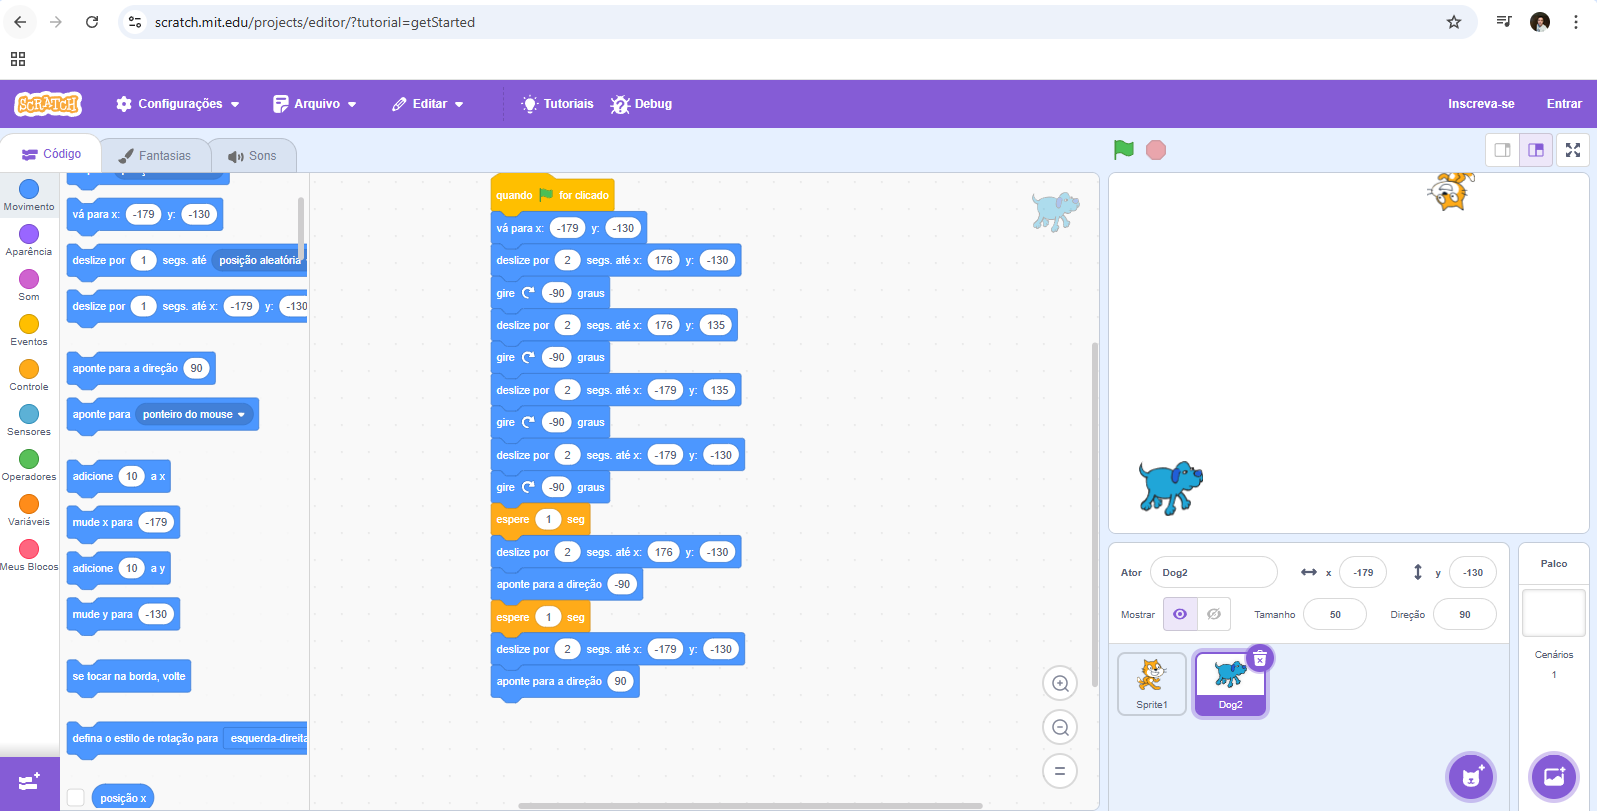 scratch.mit.edu/projects/editor/?tutorial=getStarted
SCRATCH
Configurações
Arquivo
Editar
Tutoriais
Debug
Inscreva-se
Entrar
Código
Fantasias
Sons
Movimento
Aparência
Som
Eventos
Controle
Sensores
Operadores
Variáveis
Meus Blocos
vá para x: -179 y: -130
deslize por 1 segs. até posição aleatória
deslize por 1 segs. até x: -179 y: -130
aponte para a direção 90
aponte para ponteiro do mouse
adicione 10 a x
mude x para -179
adicione 10 a y
mude y para -130
se tocar na borda, volte
defina o estilo de rotação para esquerda-direita
posição x
quando for clicado
vá para x: -179 y: -130
deslize por 2 segs. até x: 176 y: -130
gire -90 graus
deslize por 2 segs. até x: 176 y: 135
gire -90 graus
deslize por 2 segs. até x: -179 y: 135
gire -90 graus
deslize por 2 segs. até x: -179 y: -130
gire -90 graus
espere 1 seg
deslize por 2 segs. até x: 176 y: -130
aponte para a direção -90
espere 1 seg
deslize por 2 segs. até x: -179 y: -130
aponte para a direção 90
Ator Dog2 x -179 y -130
Mostrar Tamanho 50 Direção 90
Sprite1
Dog2
Palco
Cenários
1